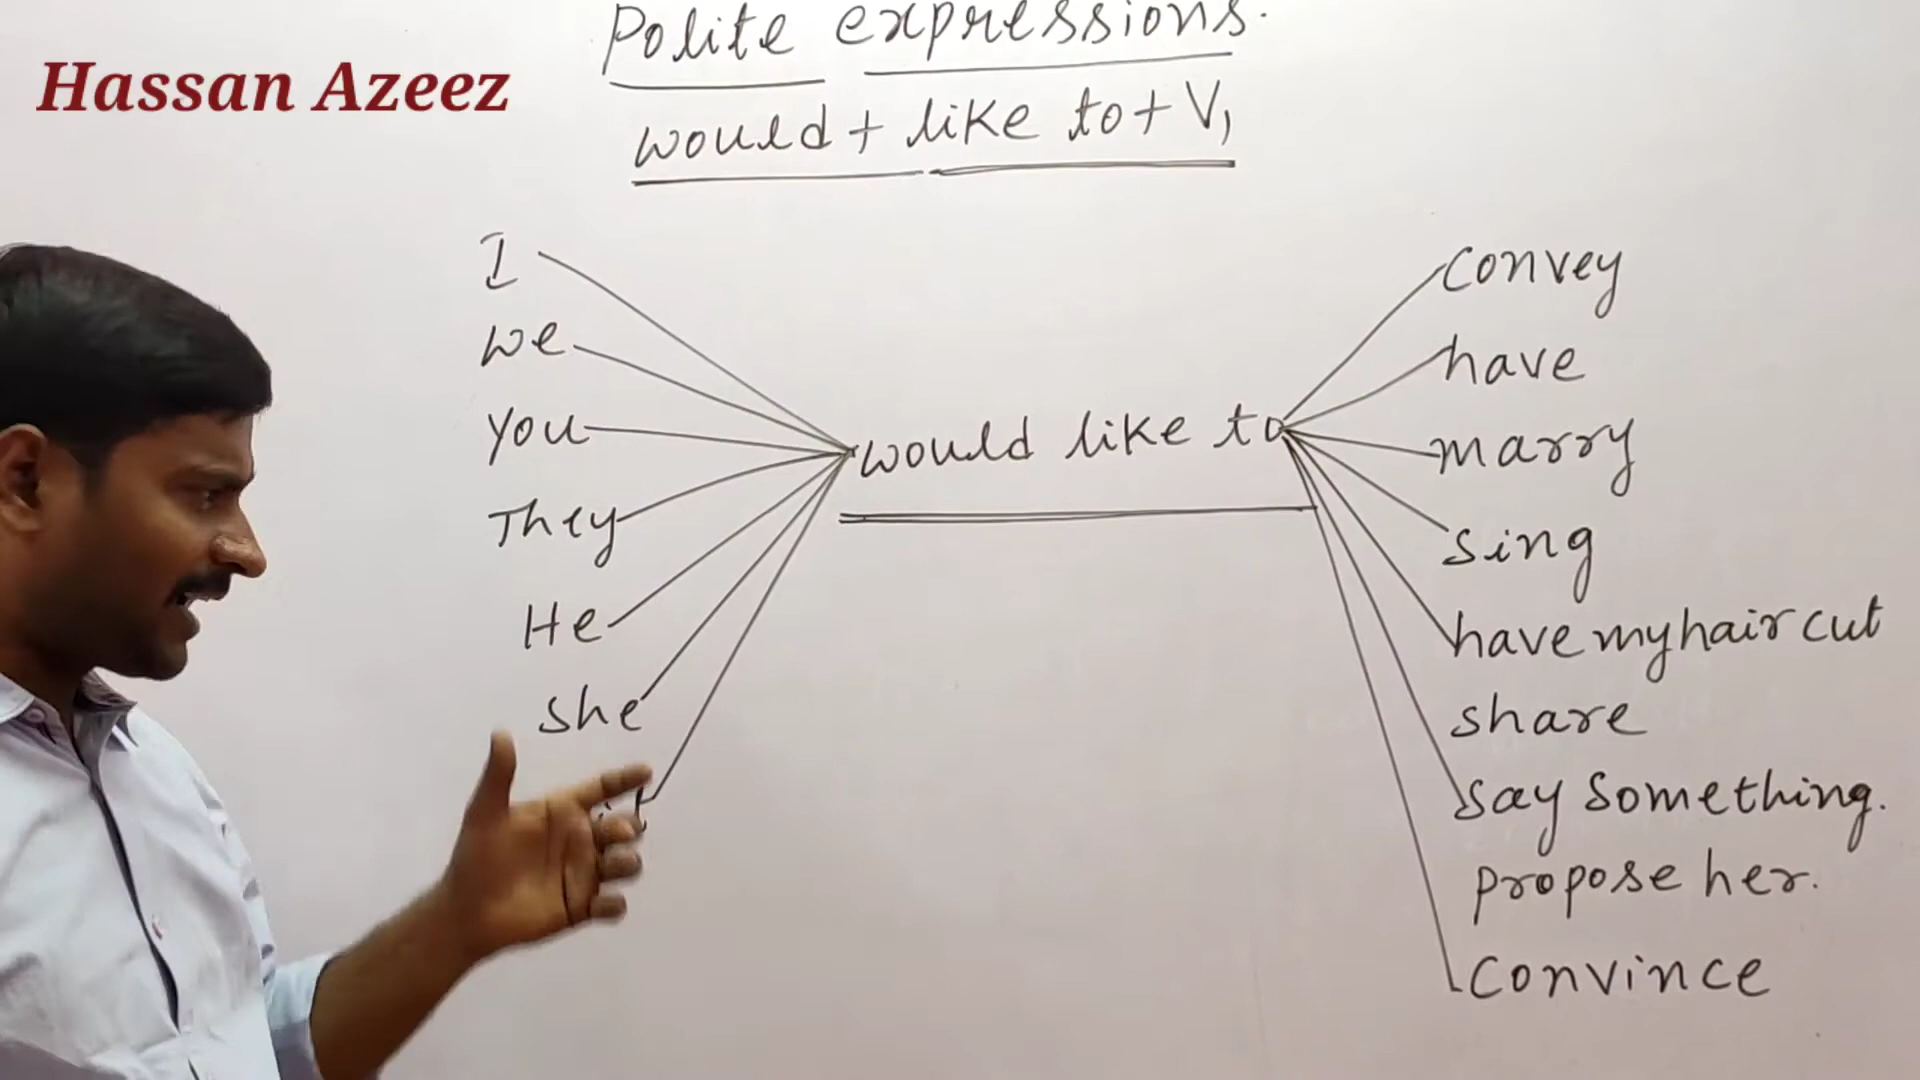 Polite expressions.
Hassan Azeez
would + like to + V1
I
we
you
They
He
she
it
would like to
convey
have
marry
sing
have my hair cut
share
say something.
propose her.
convince